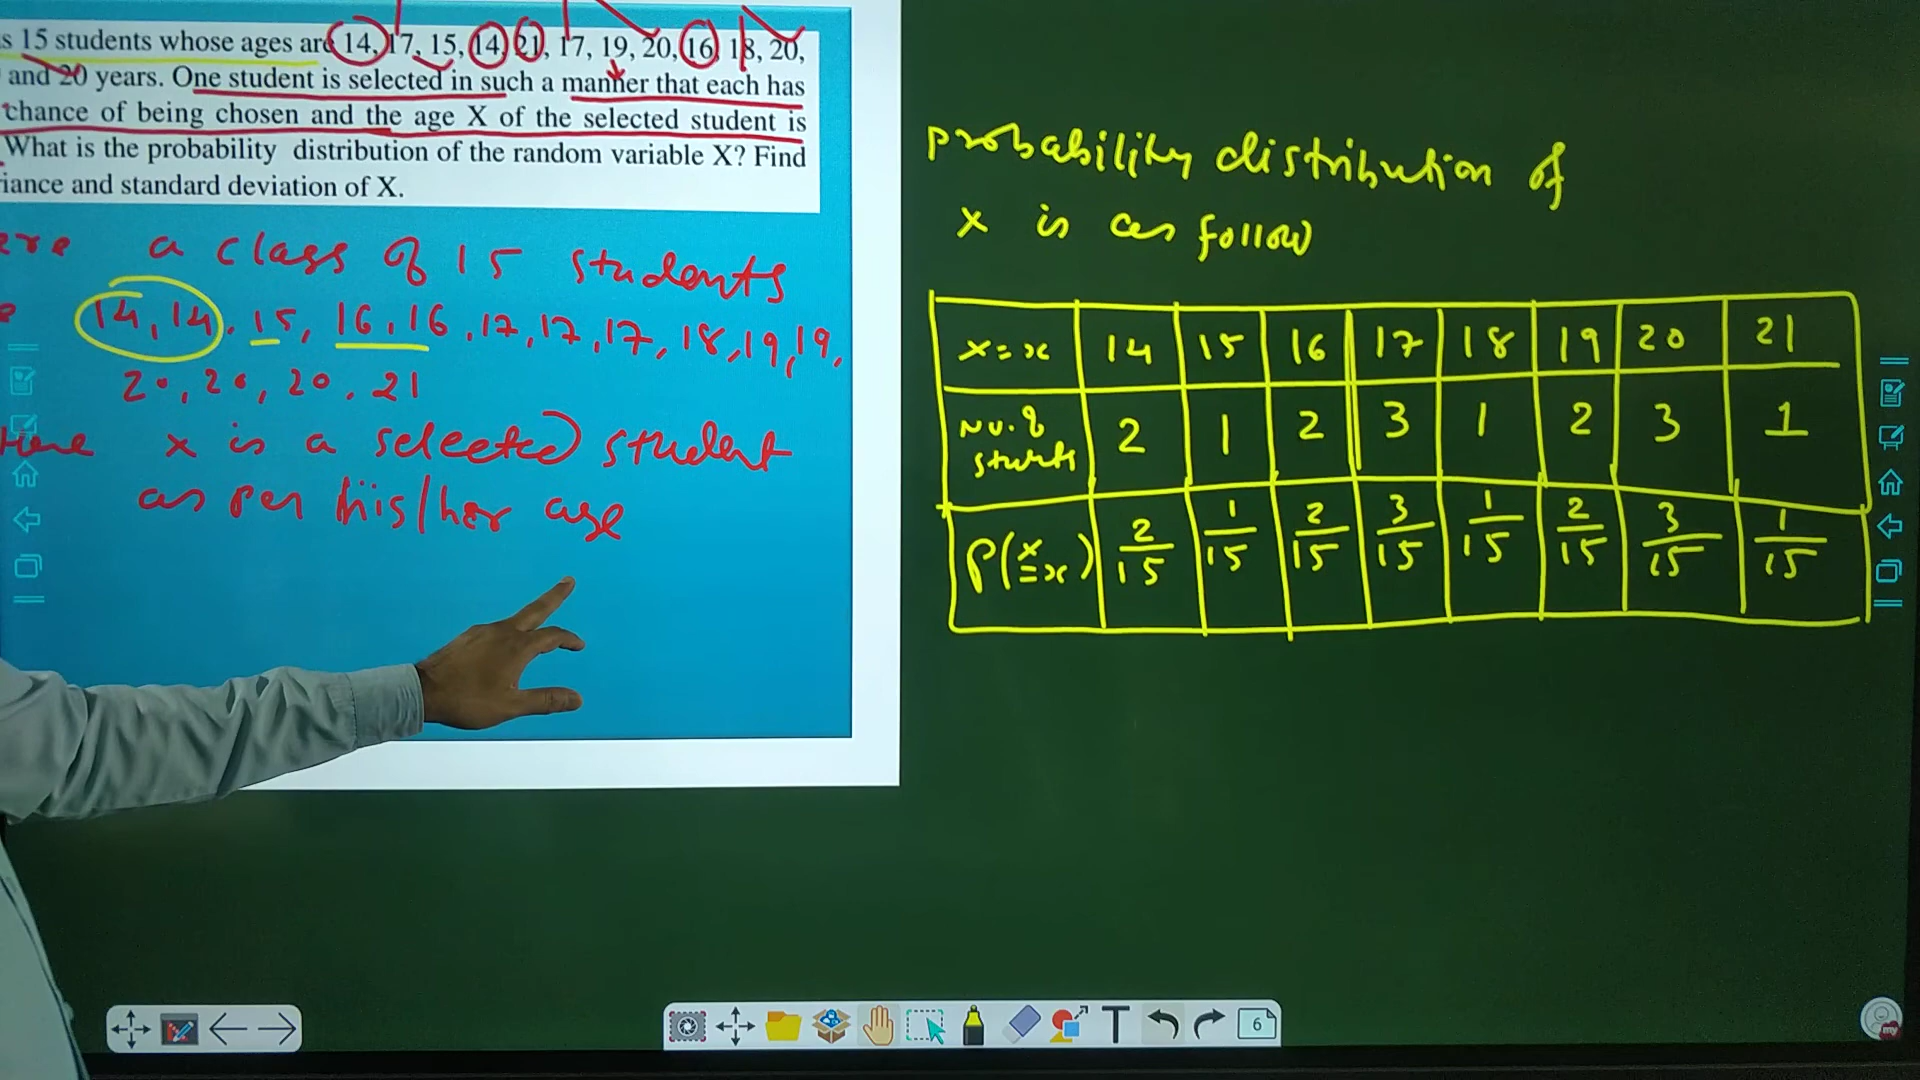 s 15 students whose ages are 14, 17, 15, 14, 21, 17, 19, 20, 16, 18, 20,
and 20 years. One student is selected in such a manner that each has
chance of being chosen and the age X of the selected student is
What is the probability distribution of the random variable X? Find
iance and standard deviation of X.
ere a class of 15 students
14, 14, 15, 16, 16, 17, 17, 17, 18, 19, 19,
20, 20, 20, 21
Here x is a selected student
as per his/her age
probability distribution of
x is as follow
x=x 14 15 16 17 18 19 20 21
2 1 2 3 1 2 3 1
P(x=x) 2/15 1/15 2/15 3/15 1/15 2/15 3/15 1/15
T 6
my